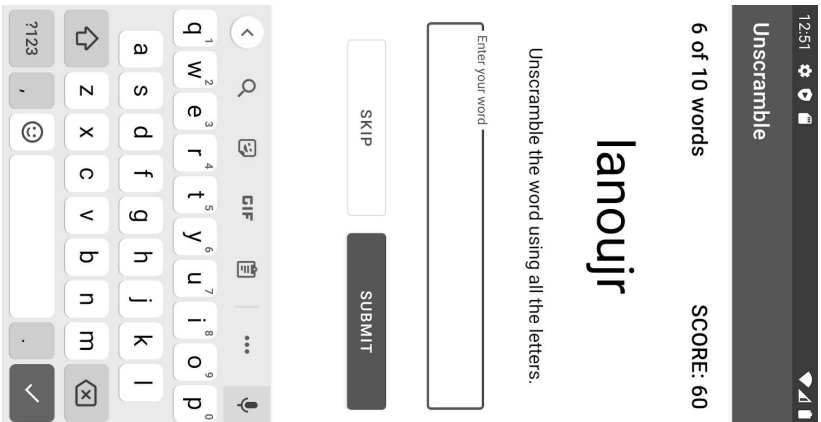 12:51
Unscramble
6 of 10 words SCORE: 60
lanoujr
Unscramble the word using all the letters.
Enter your word
SKIP SUBMIT
GIF
q 1 w 2 e 3 r 4 t 5 y 6 u 7 i 8 o 9 p 0
a s d f g h j k l
z x c v b n m
?123 , .